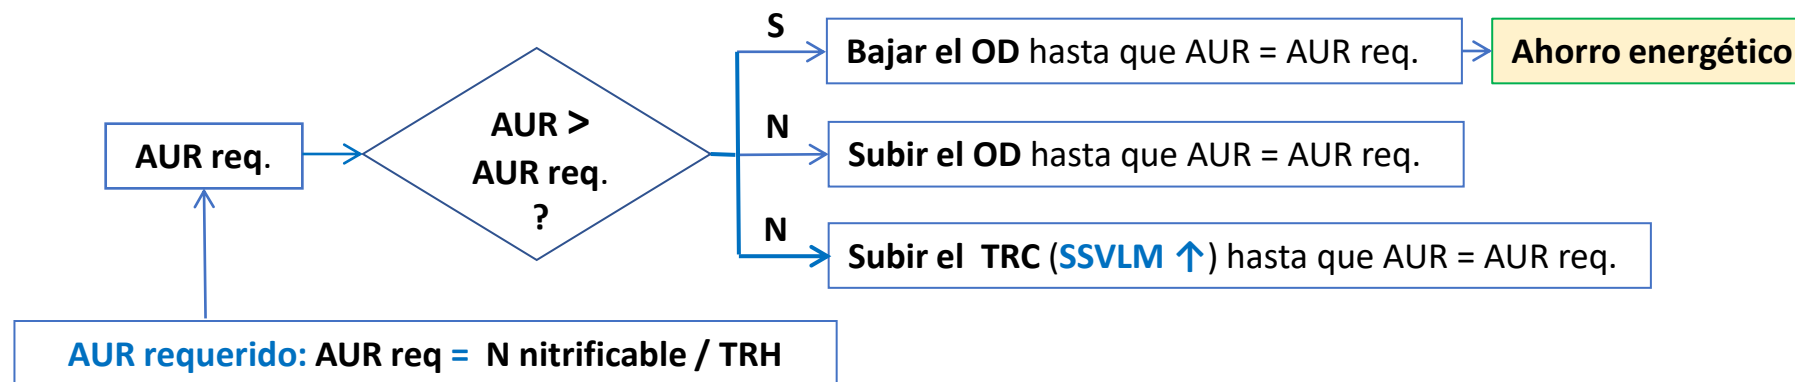 S
Bajar el OD hasta que AUR = AUR req.
Ahorro energético
AUR req.
AUR >
AUR req.
?
N
Subir el OD hasta que AUR = AUR req.
N
Subir el TRC (SSVLM ↑) hasta que AUR = AUR req.
AUR requerido: AUR req = N nitrificable / TRH